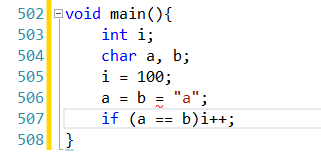 502 void main(){
503 int i;
504 char a, b;
505 i = 100;
506 a = b = "a";
507 if (a == b)i++;
508 }